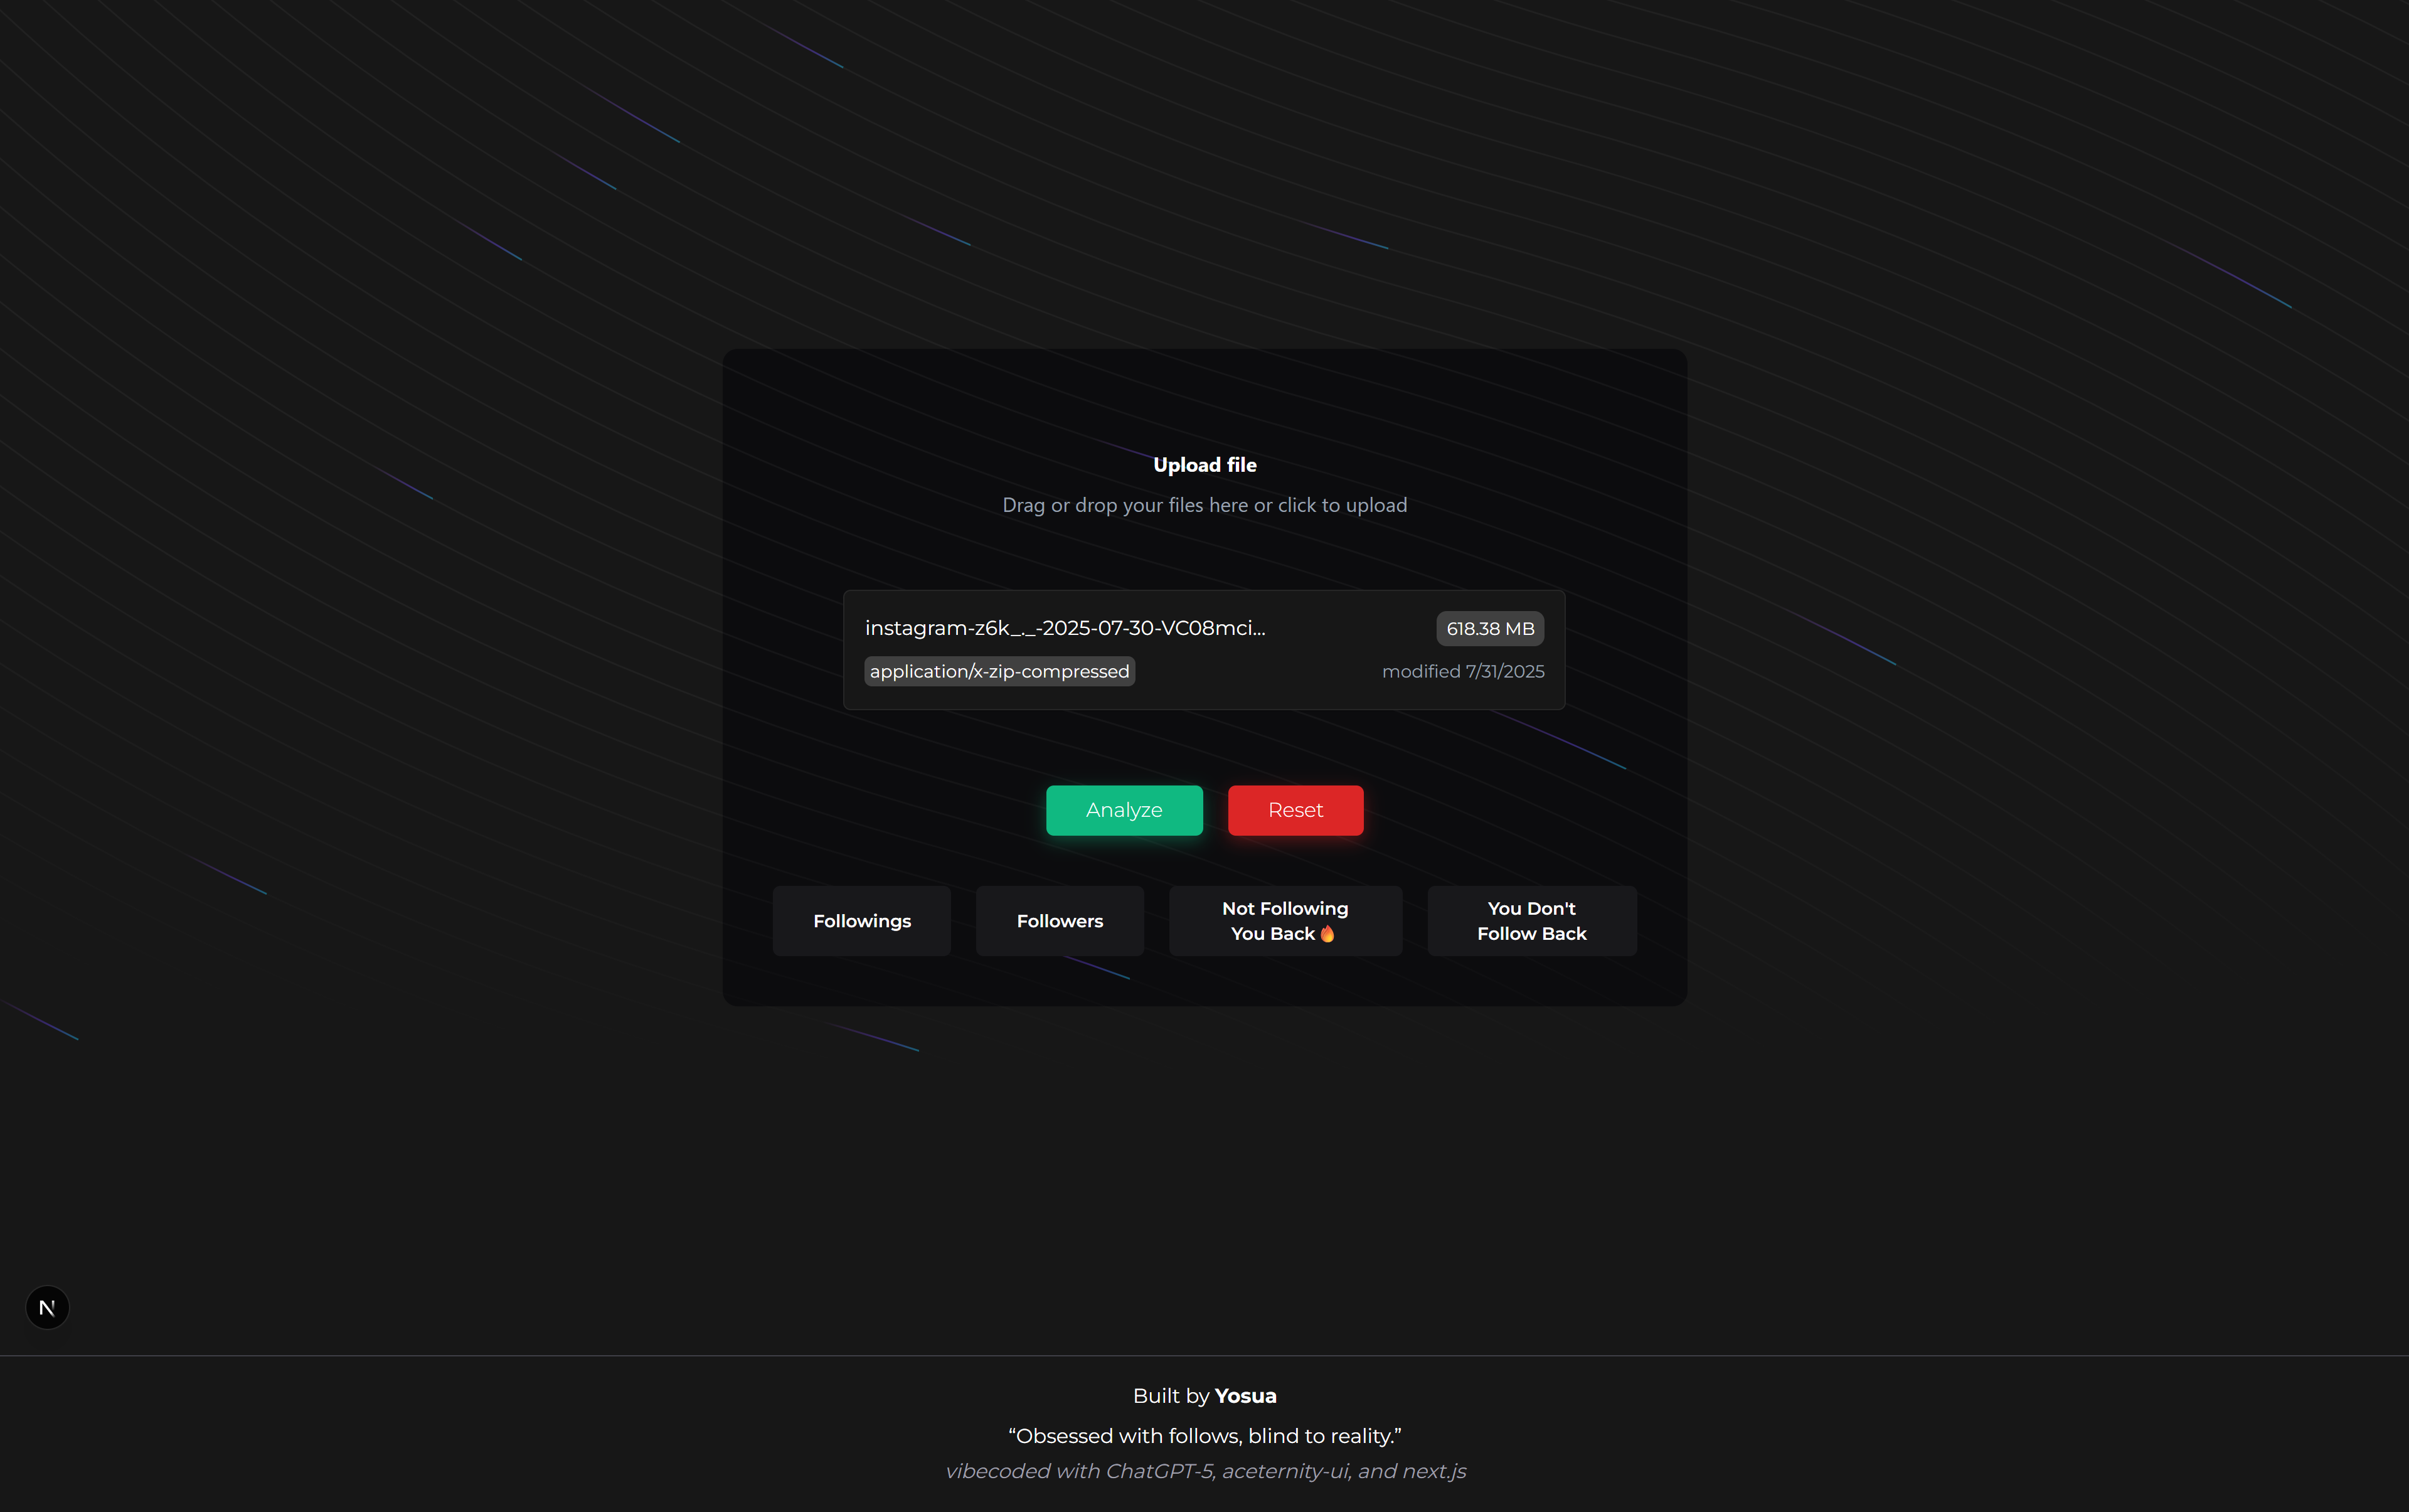 Upload file
Drag or drop your files here or click to upload
instagram-z6k_._-2025-07-30-VC08mci...
618.38 MB
application/x-zip-compressed
modified 7/31/2025
Analyze
Reset
Followings
Followers
Not Following
You Back🔥
You Don't
Follow Back
N
Built by Yosua
“Obsessed with follows, blind to reality.”
vibecoded with ChatGPT-5, aceternity-ui, and next.js